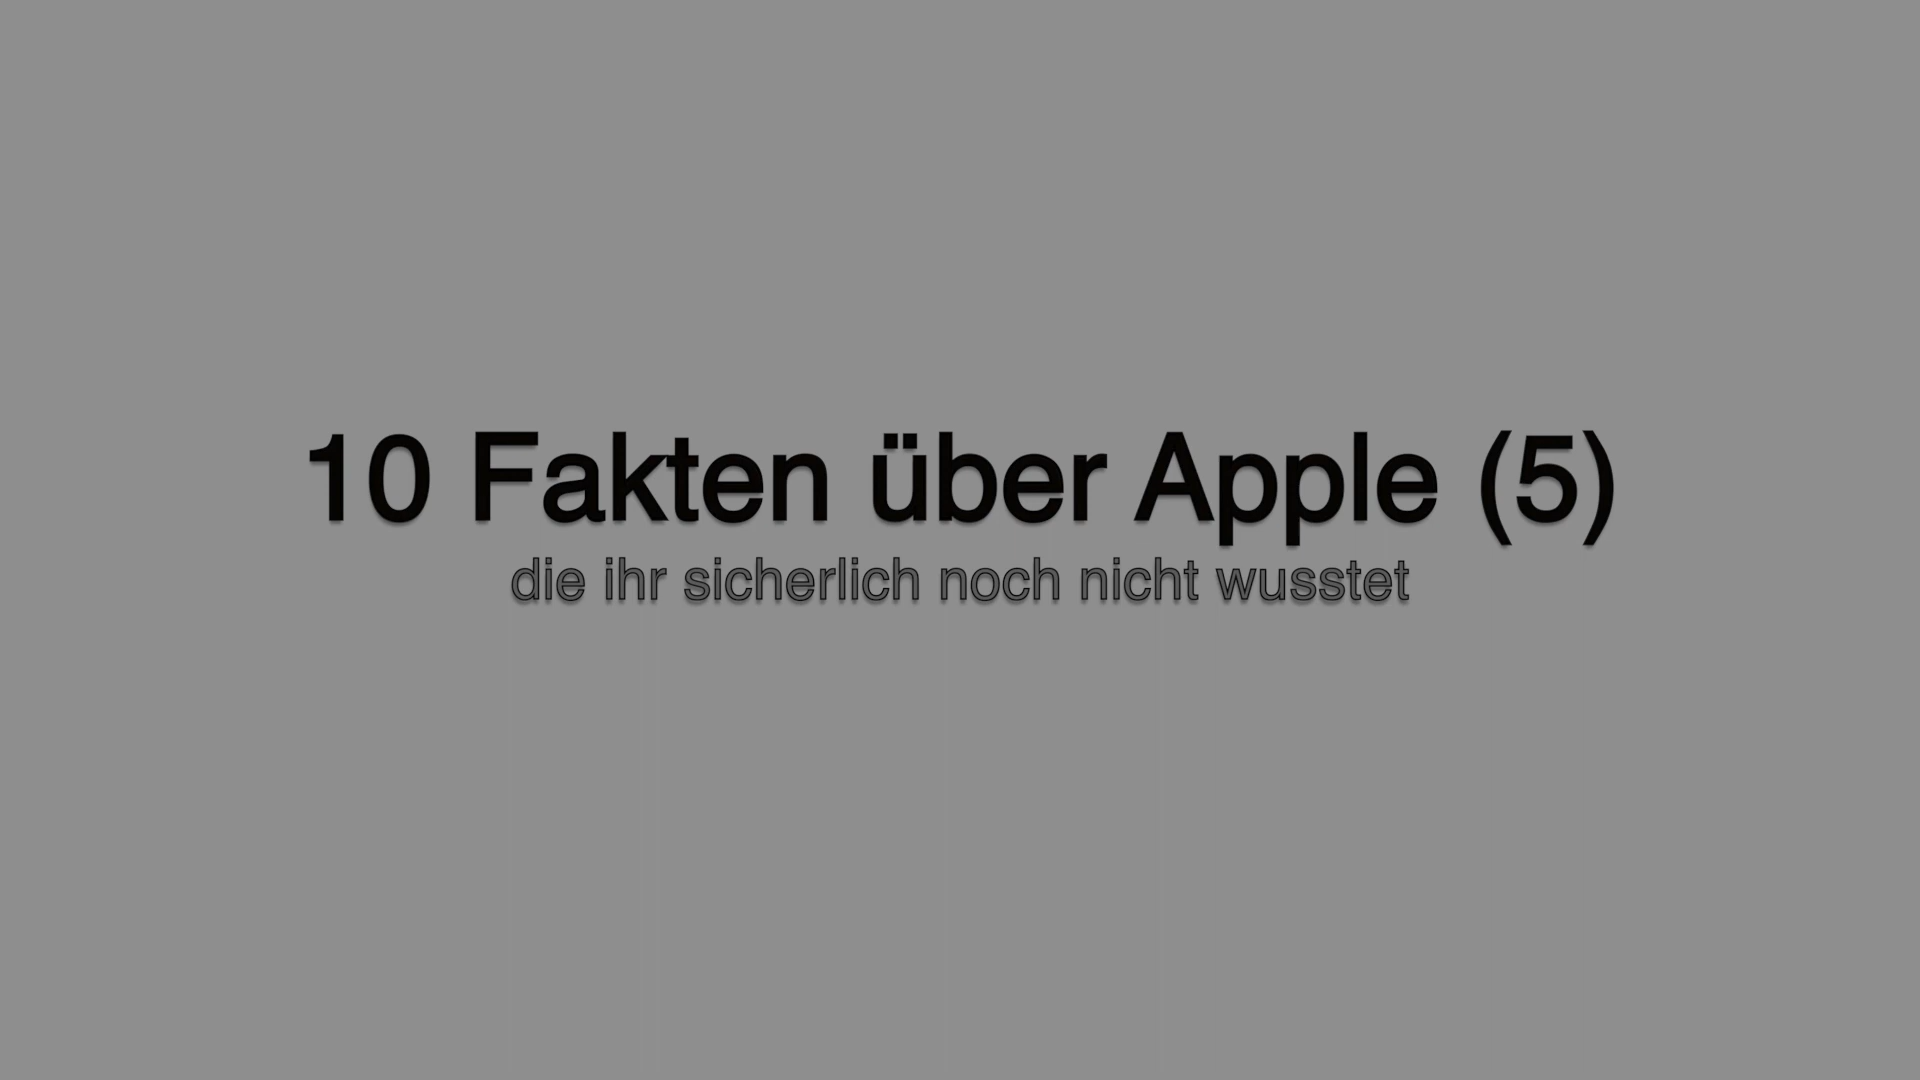 10 Fakten über Apple (5)
die ihr sicherlich noch nicht wusstet